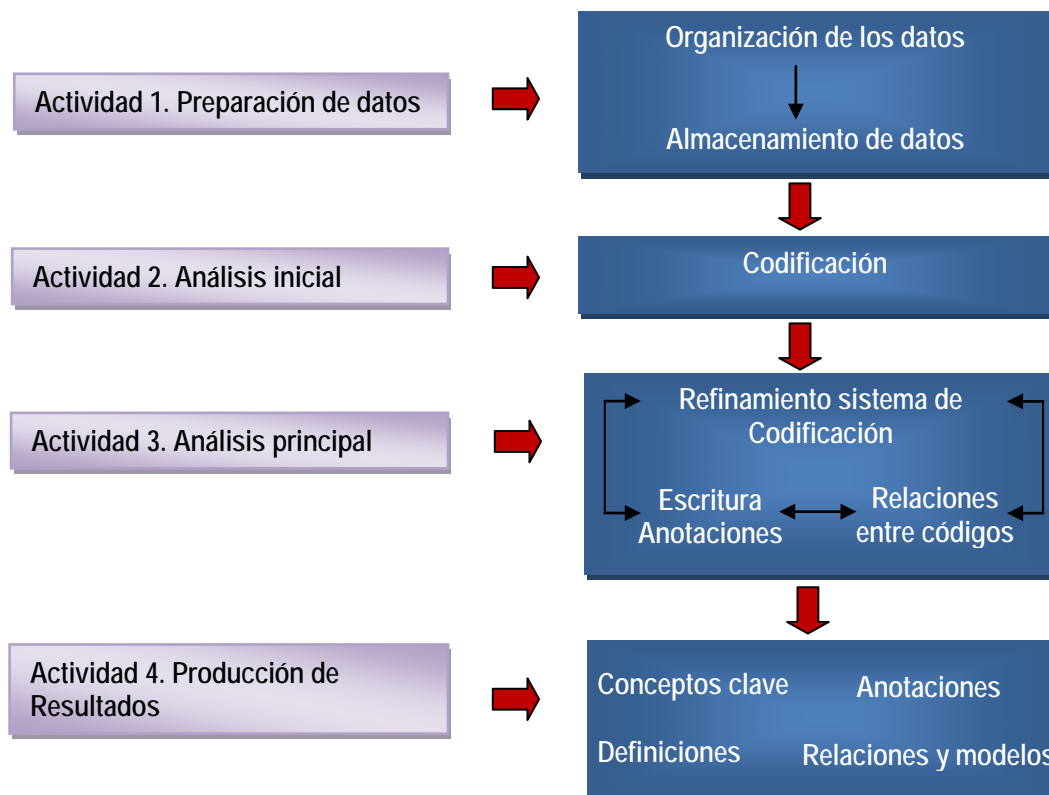 Organización de los datos
Actividad 1. Preparación de datos
Almacenamiento de datos
Actividad 2. Análisis inicial
Codificación
Actividad 3. Análisis principal
Refinamiento sistema de
Codificación
Escritura
Anotaciones
Relaciones
entre códigos
Actividad 4. Producción de
Resultados
Conceptos clave
Anotaciones
Definiciones
Relaciones y modelos